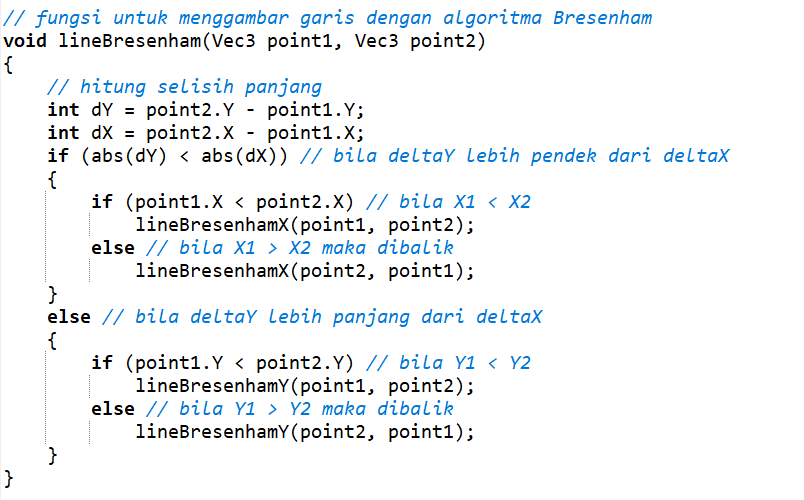 // fungsi untuk menggambar garis dengan algoritma Bresenham
void lineBresenham(Vec3 point1, Vec3 point2)
{
    // hitung selisih panjang
    int dY = point2.Y - point1.Y;
    int dX = point2.X - point1.X;
    if (abs(dY) < abs(dX)) // bila deltaY lebih pendek dari deltaX
    {
        if (point1.X < point2.X) // bila X1 < X2
            lineBresenhamX(point1, point2);
        else // bila X1 > X2 maka dibalik
            lineBresenhamX(point2, point1);
    }
    else // bila deltaY lebih panjang dari deltaX
    {
        if (point1.Y < point2.Y) // bila Y1 < Y2
            lineBresenhamY(point1, point2);
        else // bila Y1 > Y2 maka dibalik
            lineBresenhamY(point2, point1);
    }
}